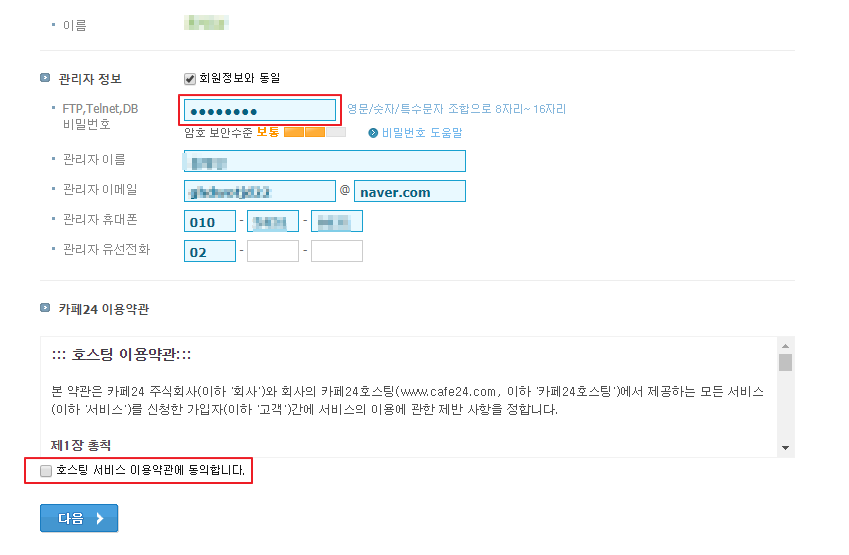 이름
관리자 정보 회원정보와 동일
FTP,Telnet,DB 영문/숫자/특수문자 조합으로 8자리~ 16자리
비밀번호
암호 보안수준 보통 비밀번호 도움말
관리자 이름
관리자 이메일 @ naver.com
관리자 휴대폰 010 - -
관리자 유선전화 02 - -
카페24 이용약관
::: 호스팅 이용약관:::
본 약관은 카페24 주식회사(이하 '회사')와 회사의 카페24호스팅(www.cafe24.com, 이하 '카페24호스팅')에서 제공하는 모든 서비스
(이하 '서비스')를 신청한 가입자(이하 '고객')간에 서비스의 이용에 관한 제반 사항을 정합니다.
제1장 총칙
호스팅 서비스 이용약관에 동의합니다.
다음